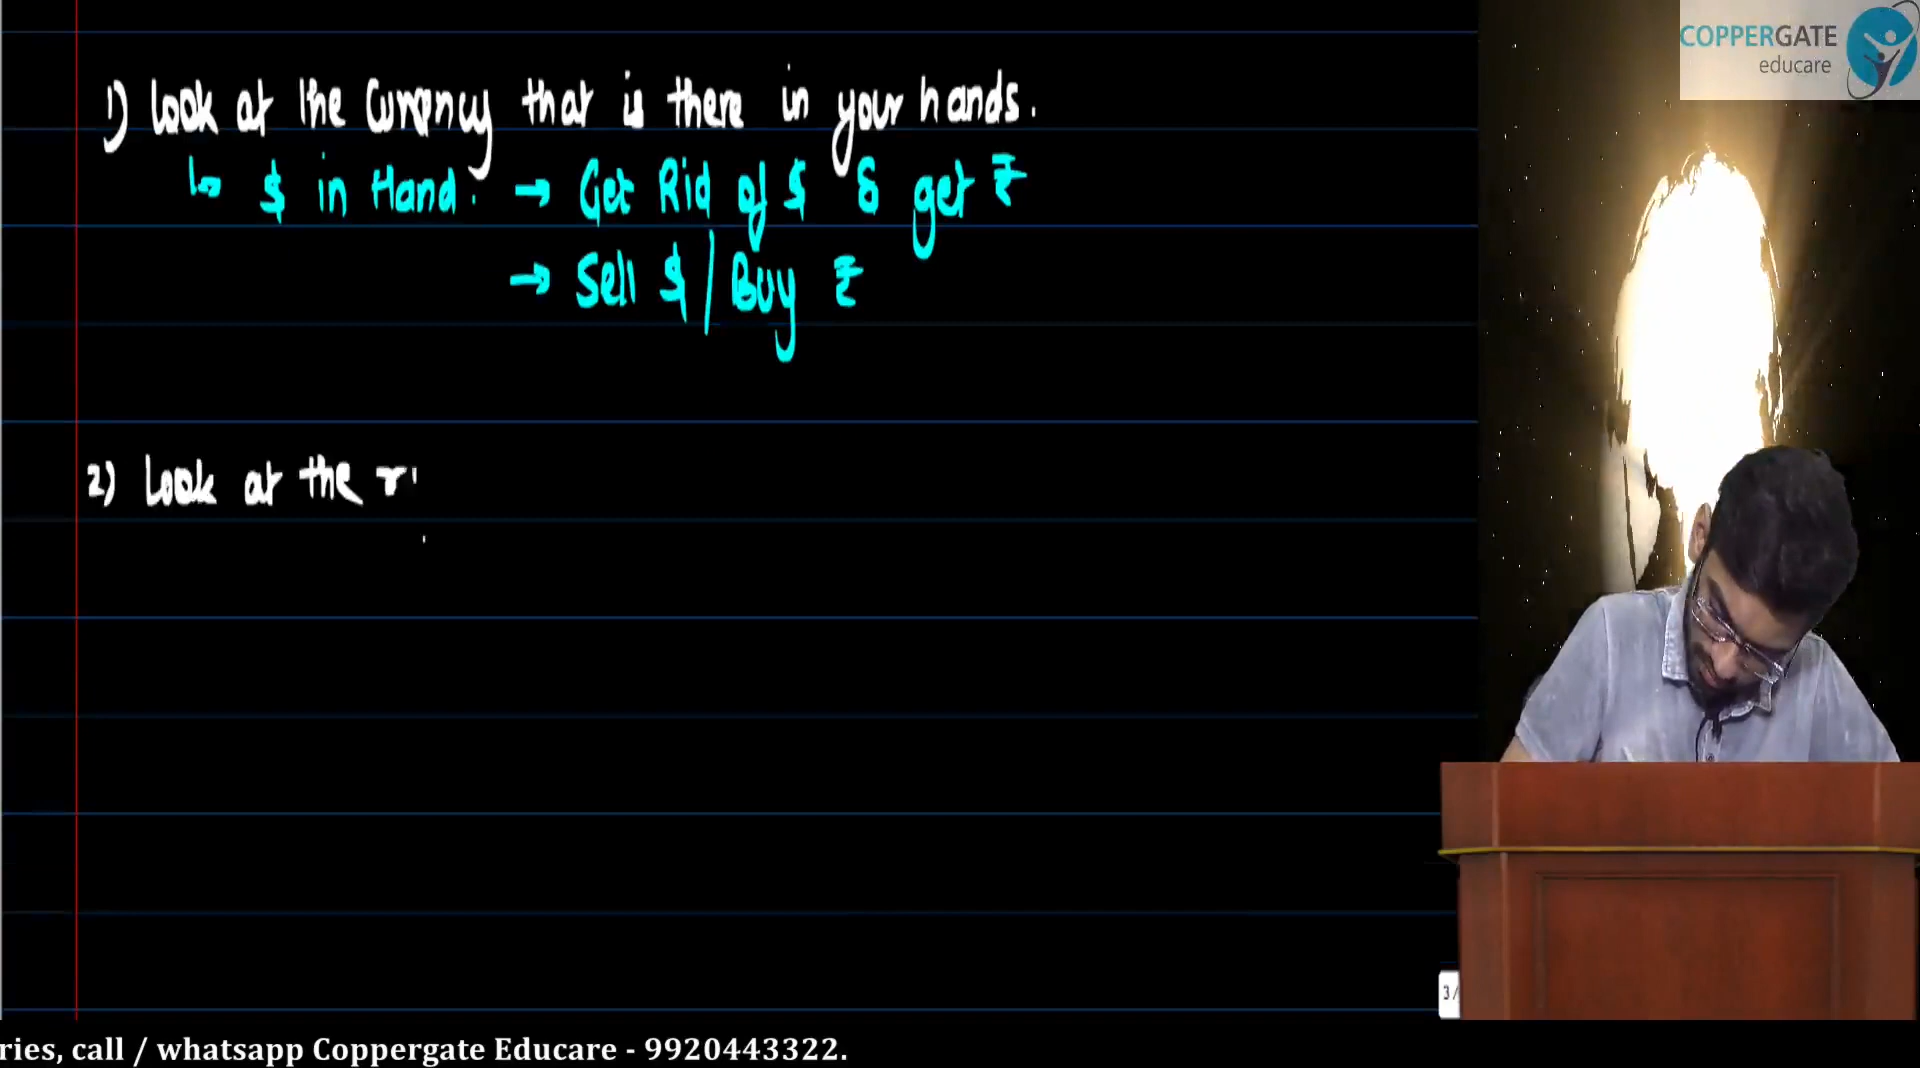 COPPERGATE
educare
1) Look at the Currency that is there in your hands.
↳ $ in Hand. → Get Rid of $ & get ₹
→ Sell $ / Buy ₹
2) Look at the
3/
ries, call / whatsapp Coppergate Educare - 9920443322.